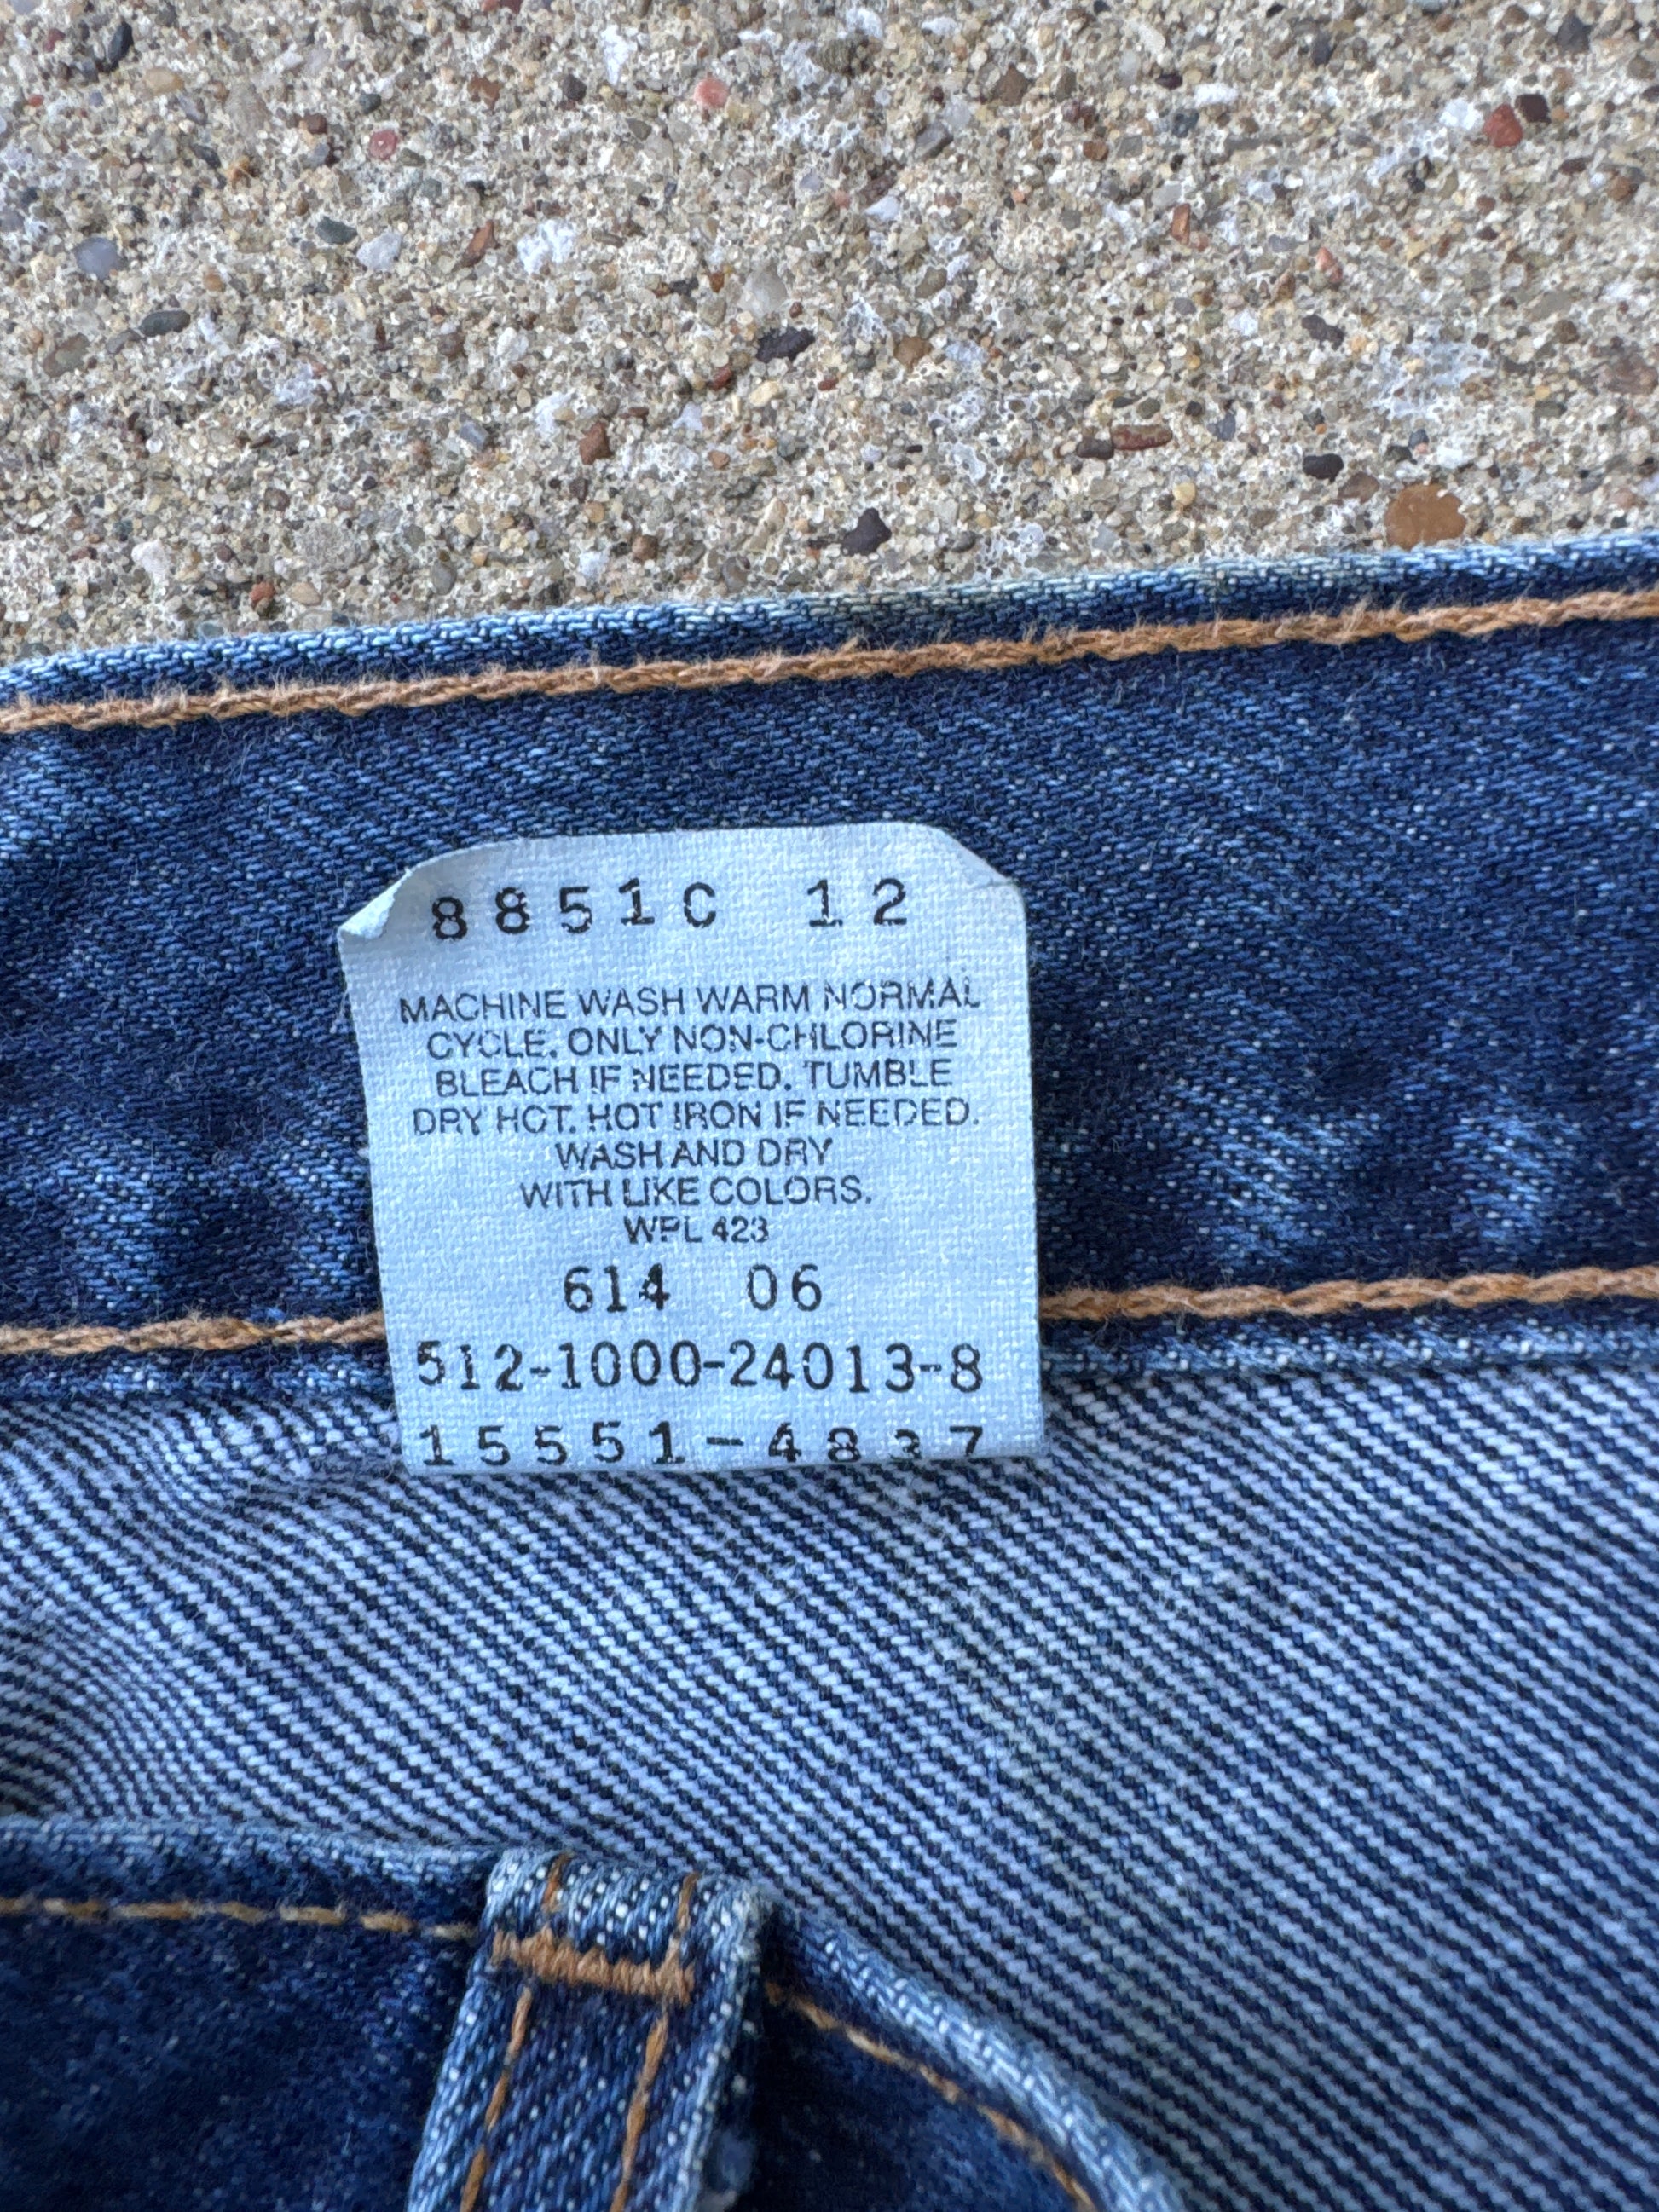 8851C 12
MACHINE WASH WARM NORMAL
CYCLE. ONLY NON-CHLORINE
BLEACH IF NEEDED. TUMBLE
DRY HOT. HOT IRON IF NEEDED.
WASH AND DRY
WITH LIKE COLORS.
WPL 423
614 06
512-1000-24013-8
15551-4837